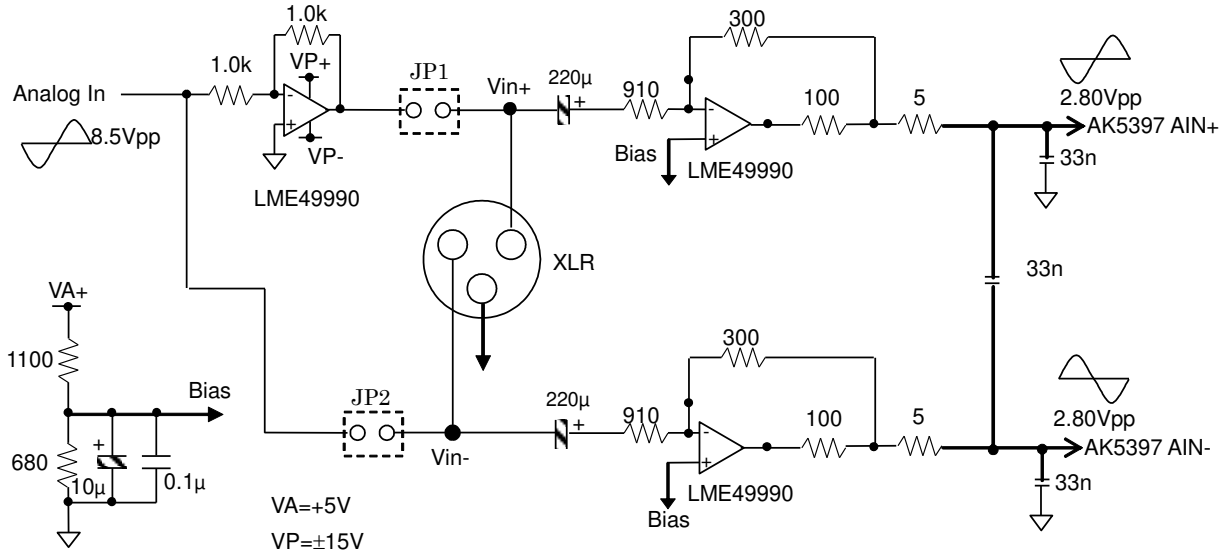 1.0k
1.0k
VP+
Analog In
8.5Vpp
-
+
VP-
LME49990
JP1
Vin+
220µ
+
910
300
-
+
Bias
LME49990
100
5
2.80Vpp
AK5397 AIN+
33n
XLR
33n
VA+
1100
Bias
680
+
10µ
0.1µ
JP2
Vin-
220µ
+
910
300
-
+
Bias
LME49990
100
5
2.80Vpp
AK5397 AIN-
33n
VA=+5V
VP=±15V